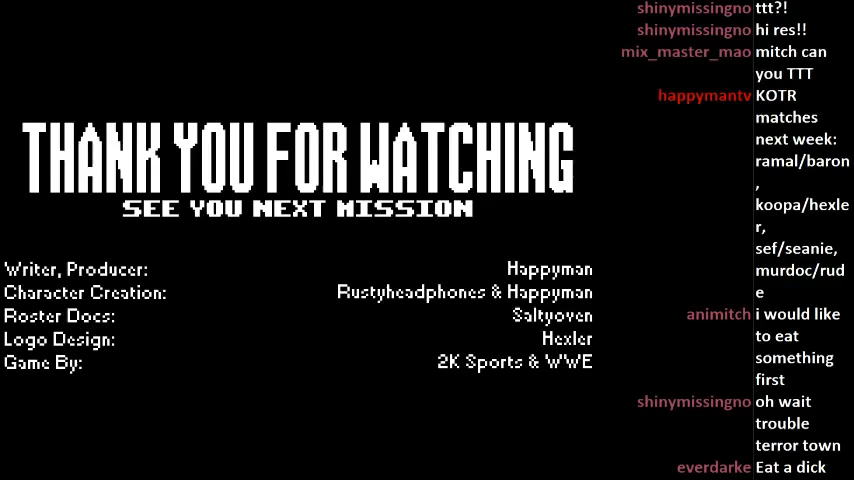 THANK YOU FOR WATCHING
SEE YOU NEXT MISSION
Writer, Producer: Happyman
Character Creation: Rustyheadphones & Happyman
Roster Docs: Saltyoven
Logo Design: Hexler
Game By: 2K Sports & WWE
shinymissingno ttt?!
shinymissingno hi res!!
mix_master_mao mitch can
you TTT
happymantv KOTR
matches
next week:
ramal/baron
,
koopa/hexle
r,
sef/seanie,
murdoc/rud
e
animitch i would like
to eat
something
first
shinymissingno oh wait
trouble
terror town
everdarke Eat a dick